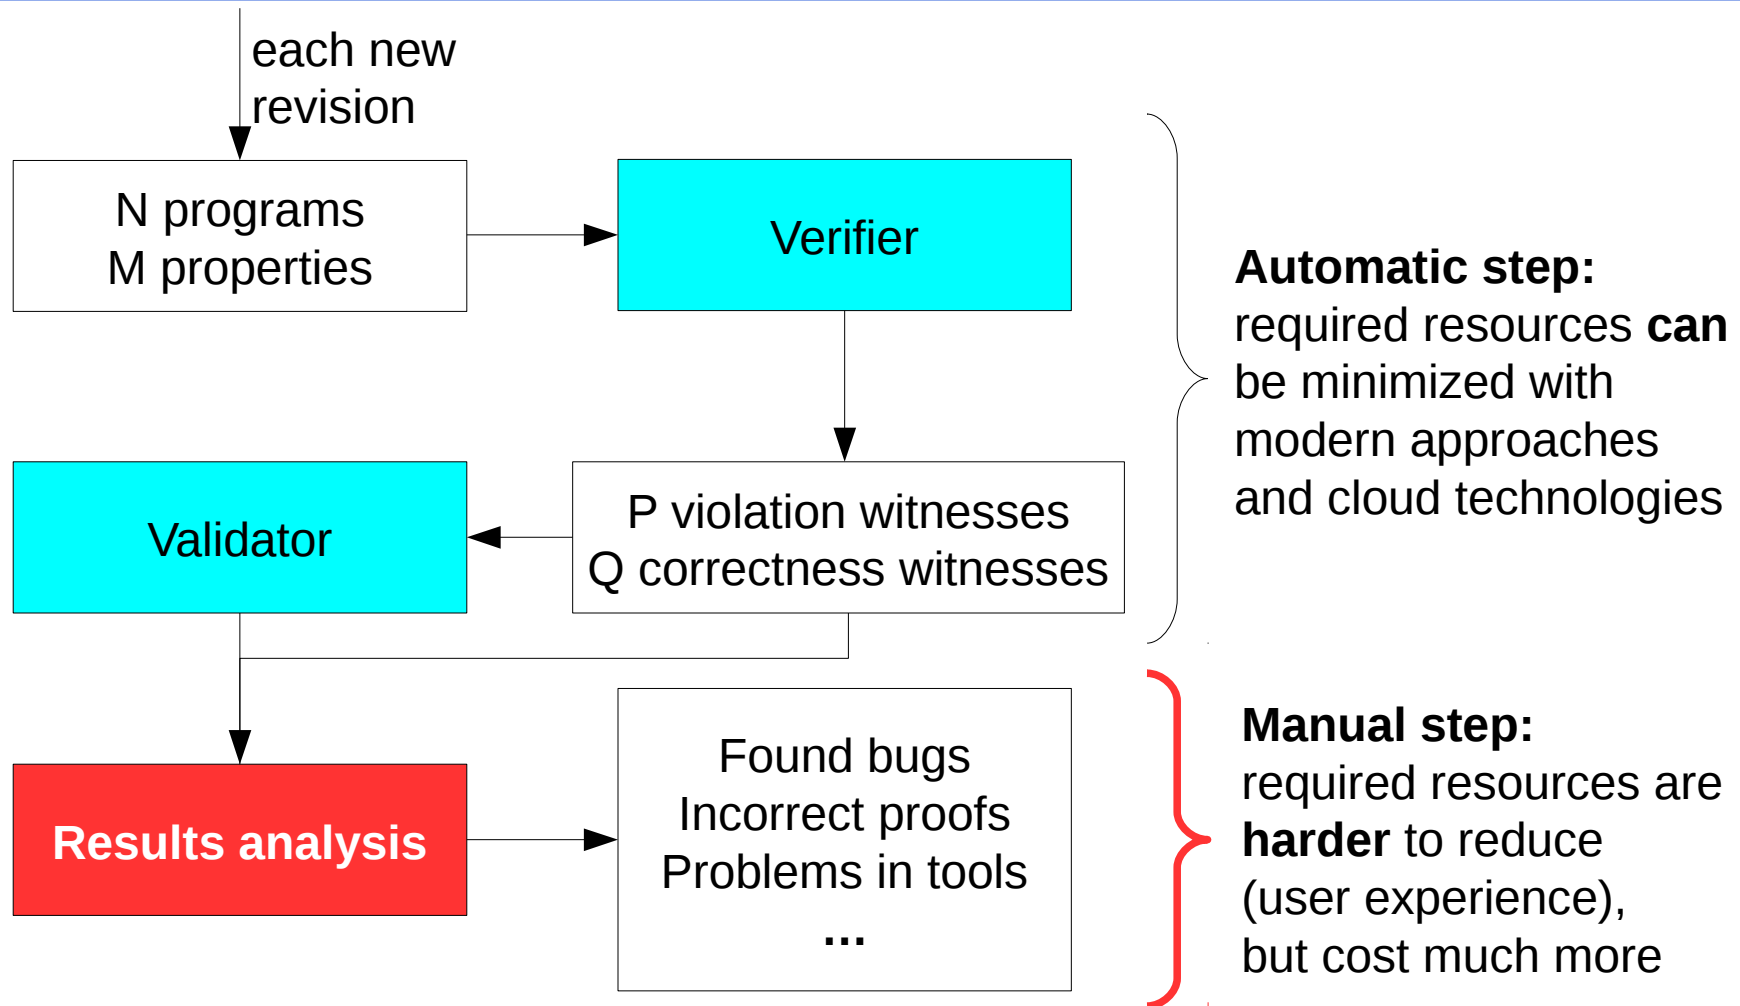 each new
revision
N programs
M properties
Verifier
Automatic step:
required resources can
be minimized with
modern approaches
and cloud technologies
Validator
P violation witnesses
Q correctness witnesses
Results analysis
Found bugs
Incorrect proofs
Problems in tools
...
Manual step:
required resources are
harder to reduce
(user experience),
but cost much more